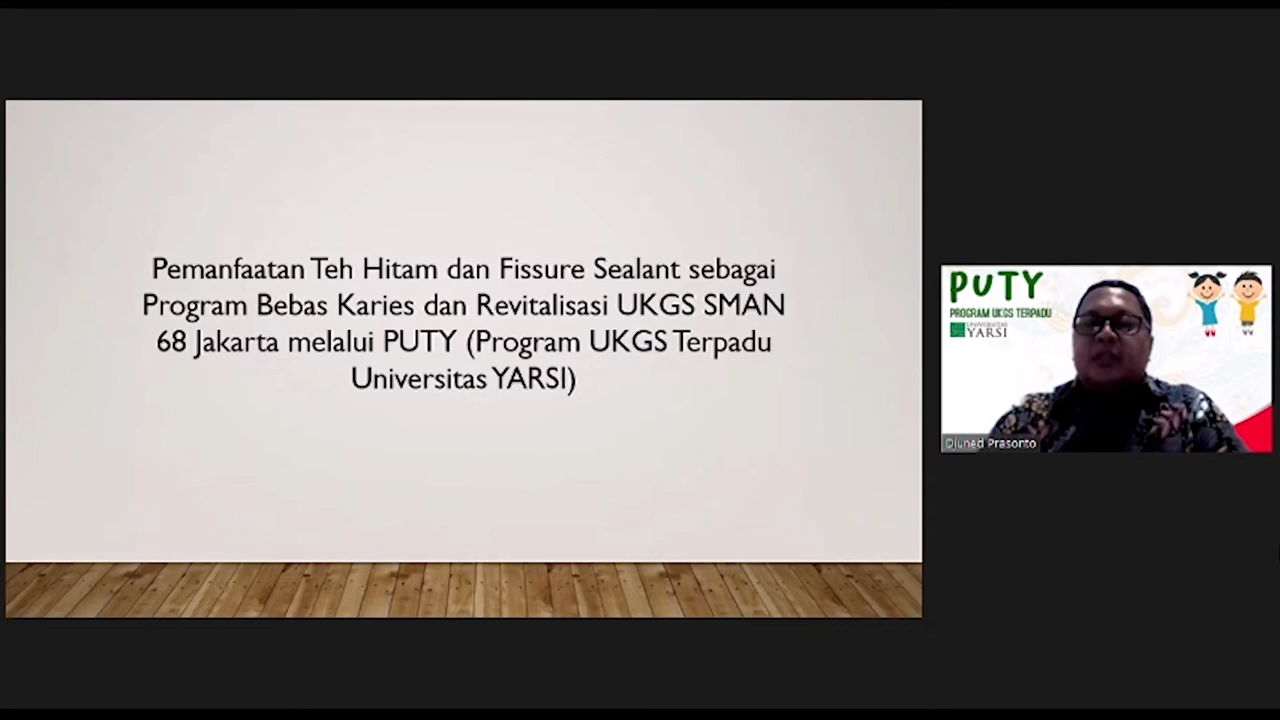 Pemanfaatan Teh Hitam dan Fissure Sealant sebagai
Program Bebas Karies dan Revitalisasi UKGS SMAN
68 Jakarta melalui PUTY (Program UKGS Terpadu
Universitas YARSI)
PUTY
PROGRAM UKGS TERPADU
UNIVERSITAS
YARSI
Djuned Prasonto